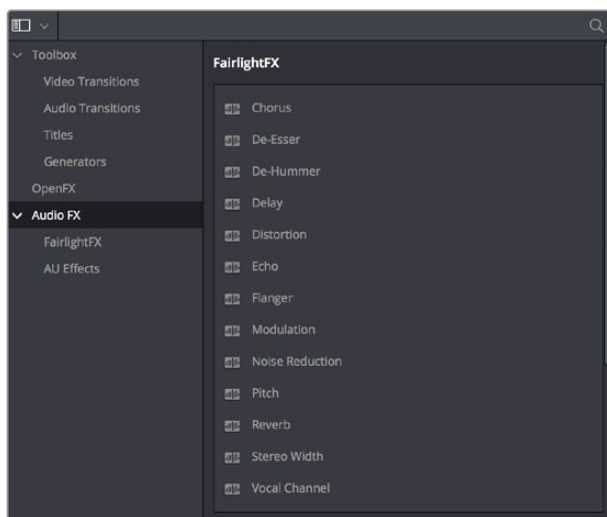 Toolbox
Video Transitions
Audio Transitions
Titles
Generators
OpenFX
Audio FX
FairlightFX
AU Effects
FairlightFX
Chorus
De-Esser
De-Hummer
Delay
Distortion
Echo
Flanger
Modulation
Noise Reduction
Pitch
Reverb
Stereo Width
Vocal Channel